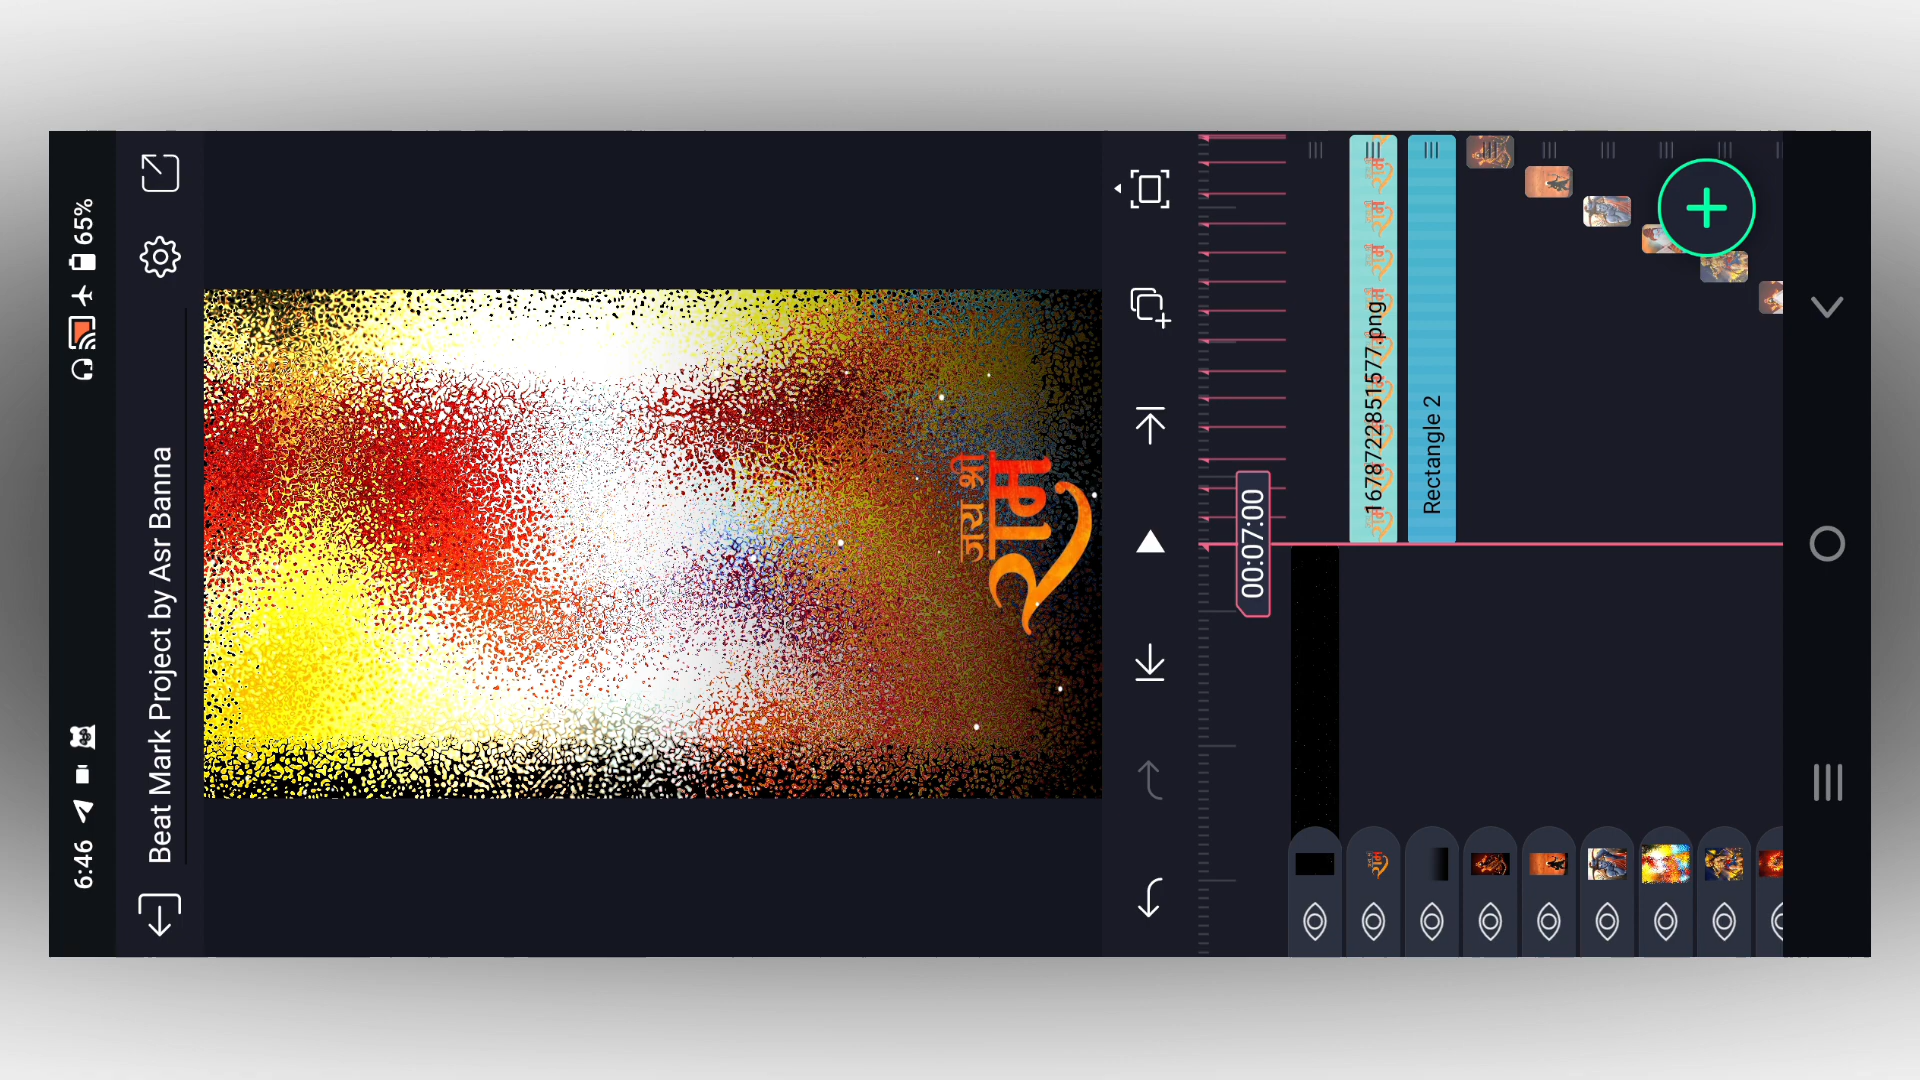 6:46
65%
Beat Mark Project by Asr Banna
जय श्री
राम
00:07:00
1678722851577.png
Rectangle 2